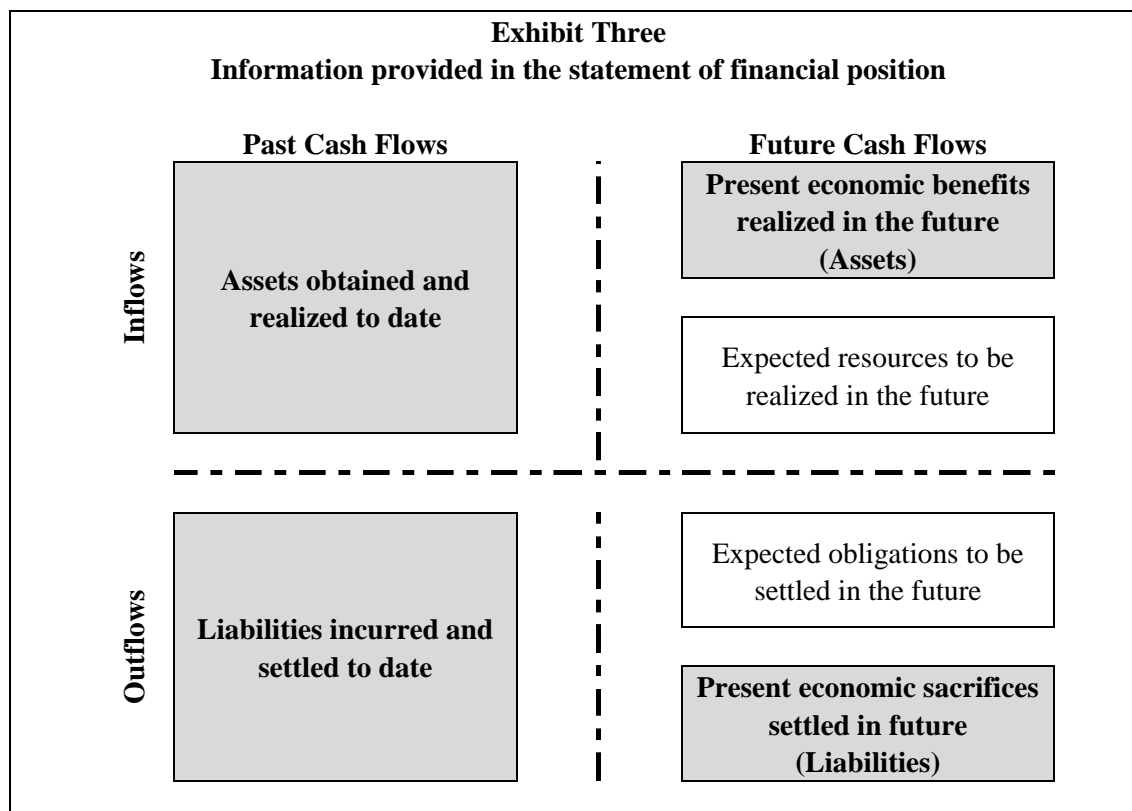 Exhibit Three
Information provided in the statement of financial position
Past Cash Flows
Future Cash Flows
Inflows
Assets obtained and
realized to date
Present economic benefits
realized in the future
(Assets)
Expected resources to be
realized in the future
Outflows
Liabilities incurred and
settled to date
Expected obligations to be
settled in the future
Present economic sacrifices
settled in future
(Liabilities)